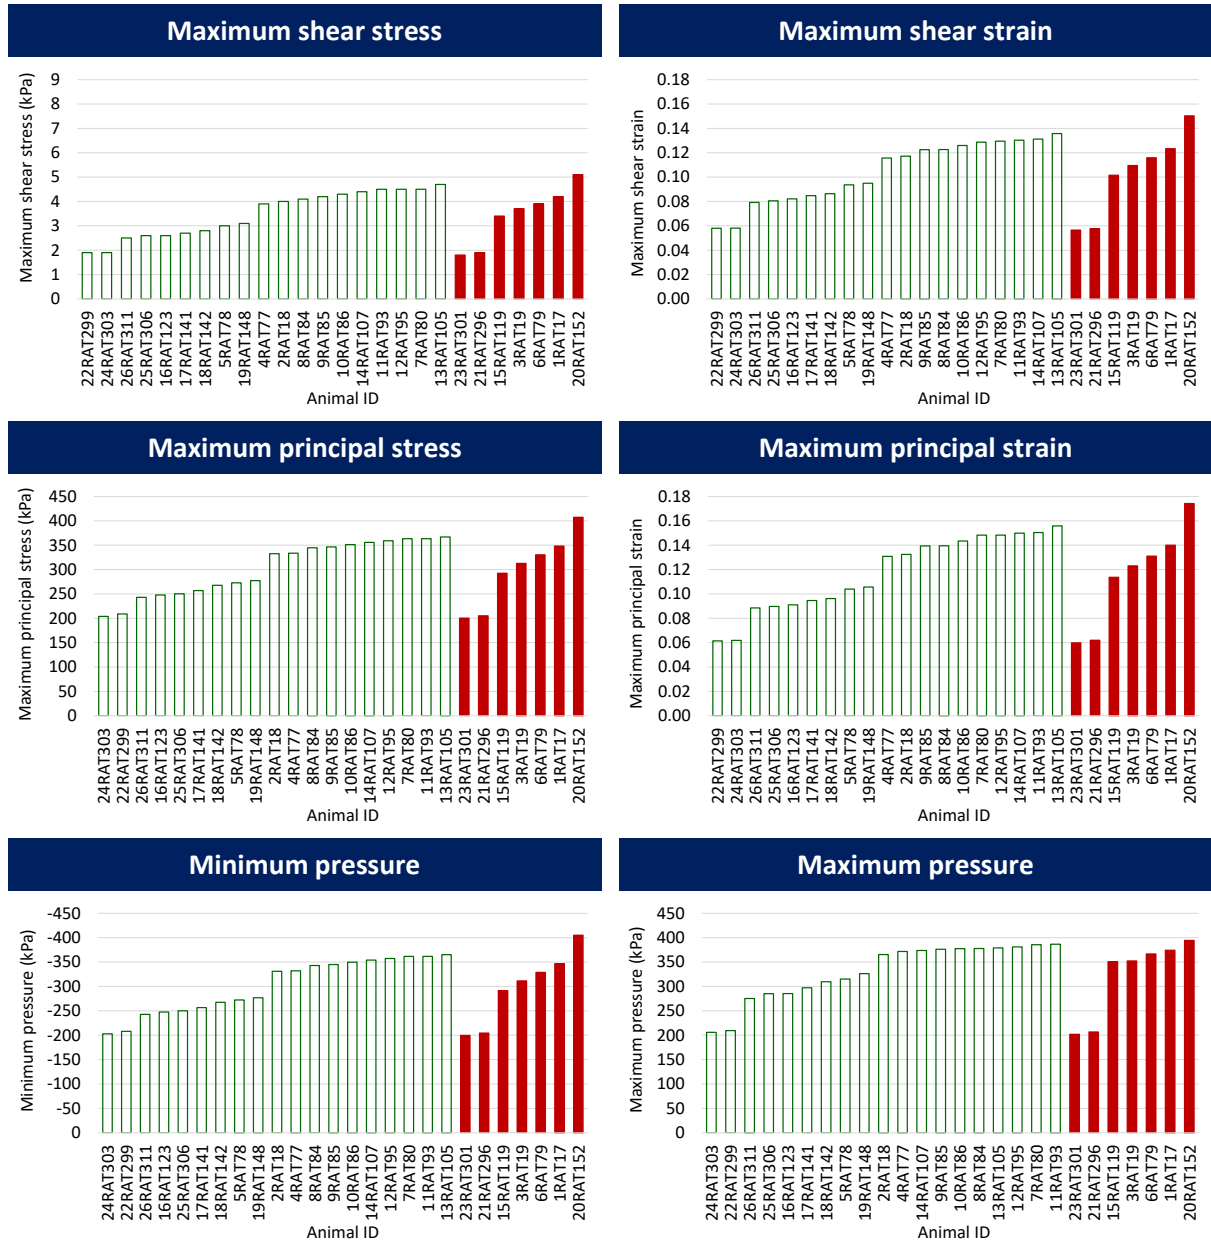 Maximum shear stress
Maximum shear stress (kPa)
9
8
7
6
5
4
3
2
1
0
22RAT299
24RAT303
26RAT311
25RAT306
16RAT123
17RAT141
18RAT142
5RAT78
19RAT148
4RAT77
2RAT18
8RAT84
9RAT85
10RAT86
14RAT107
11RAT93
12RAT95
7RAT80
13RAT105
23RAT301
21RAT296
15RAT119
3RAT19
6RAT79
1RAT17
20RAT152
Animal ID
Maximum shear strain
Maximum shear strain
0.18
0.16
0.14
0.12
0.10
0.08
0.06
0.04
0.02
0.00
22RAT299
24RAT303
26RAT311
25RAT306
16RAT123
17RAT141
18RAT142
5RAT78
19RAT148
4RAT77
2RAT18
9RAT85
8RAT84
10RAT86
12RAT95
7RAT80
11RAT93
14RAT107
13RAT105
23RAT301
21RAT296
15RAT119
3RAT19
6RAT79
1RAT17
20RAT152
Animal ID
Maximum principal stress
Maximum principal stress (kPa)
450
400
350
300
250
200
150
100
50
0
24RAT303
22RAT299
26RAT311
16RAT123
25RAT306
17RAT141
18RAT142
5RAT78
19RAT148
2RAT18
4RAT77
8RAT84
9RAT85
10RAT86
14RAT107
12RAT95
7RAT80
11RAT93
13RAT105
23RAT301
21RAT296
15RAT119
3RAT19
6RAT79
1RAT17
20RAT152
Animal ID
Maximum principal strain
Maximum principal strain
0.18
0.16
0.14
0.12
0.10
0.08
0.06
0.04
0.02
0.00
22RAT299
24RAT303
26RAT311
25RAT306
16RAT123
17RAT141
18RAT142
5RAT78
19RAT148
4RAT77
2RAT18
9RAT85
8RAT84
10RAT86
7RAT80
12RAT95
14RAT107
11RAT93
13RAT105
23RAT301
21RAT296
15RAT119
3RAT19
6RAT79
1RAT17
20RAT152
Animal ID
Minimum pressure
Minimum pressure (kPa)
-450
-400
-350
-300
-250
-200
-150
-100
-50
0
24RAT303
22RAT299
26RAT311
16RAT123
25RAT306
17RAT141
18RAT142
5RAT78
19RAT148
2RAT18
4RAT77
8RAT84
9RAT85
10RAT86
14RAT107
12RAT95
7RAT80
11RAT93
13RAT105
23RAT301
21RAT296
15RAT119
3RAT19
6RAT79
1RAT17
20RAT152
Animal ID
Maximum pressure
Maximum pressure (kPa)
450
400
350
300
250
200
150
100
50
0
24RAT303
22RAT299
26RAT311
25RAT306
16RAT123
17RAT141
18RAT142
5RAT78
19RAT148
2RAT18
4RAT77
14RAT107
9RAT85
10RAT86
8RAT84
13RAT105
12RAT95
7RAT80
11RAT93
23RAT301
21RAT296
15RAT119
3RAT19
6RAT79
1RAT17
20RAT152
Animal ID